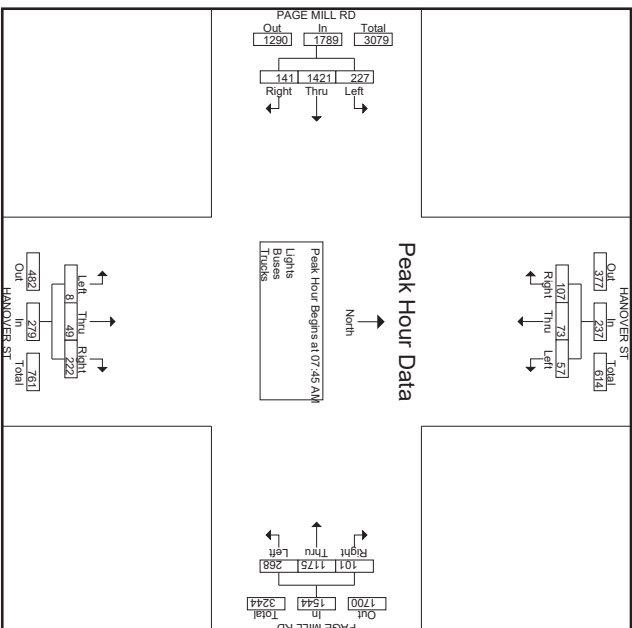 PAGE MILL RD
Out In Total
1290 1789 3079
141 1421 227
Right Thru Left
Peak Hour Data
North
Peak Hour Begins at 07:45 AM
Lights
Buses
Trucks
HANOVER ST
Out In Total
377 237 614
107 73 57
Right Thru Left
Left Thru Right
8 49 222
482 279 761
Out In Total
HANOVER ST
Left Thru Right
268 1175 101
3244 1544 1700
Total In Out
PAGE MILL RD